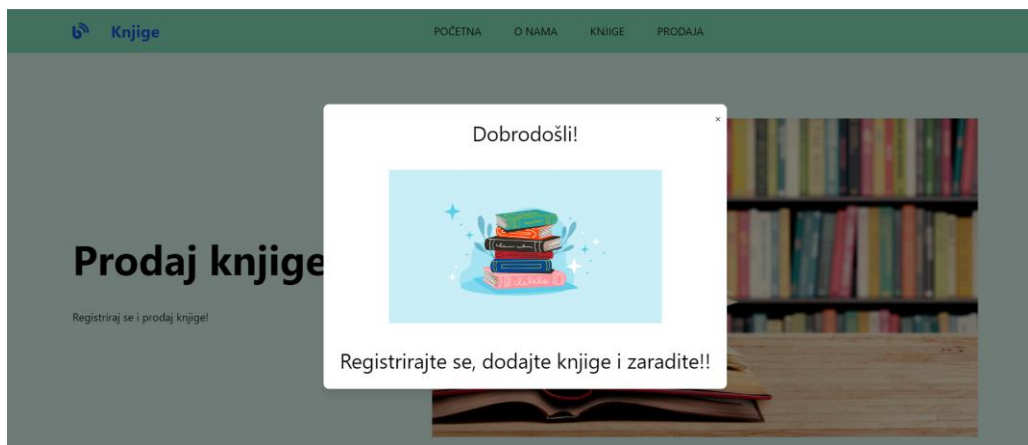 Knjige
POČETNA O NAMA KNJIGE PRODAJA
×
Dobrodošli!
Prodaj knjige
Registriraj se i prodaj knjige!
Registrirajte se, dodajte knjige i zaradite!!